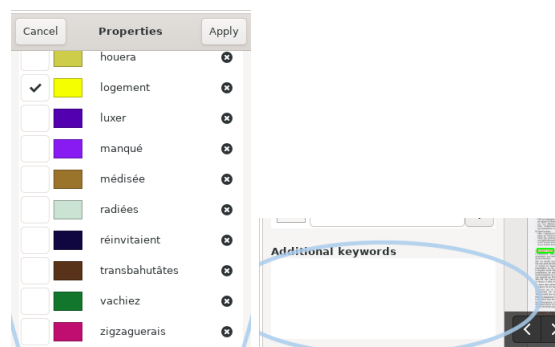 Cancel Properties Apply
houera
logement
luxer
manqué
médisée
radiées
réinvitaient
transbahutâtes
vachiez
zigzaguerais
Additional keywords